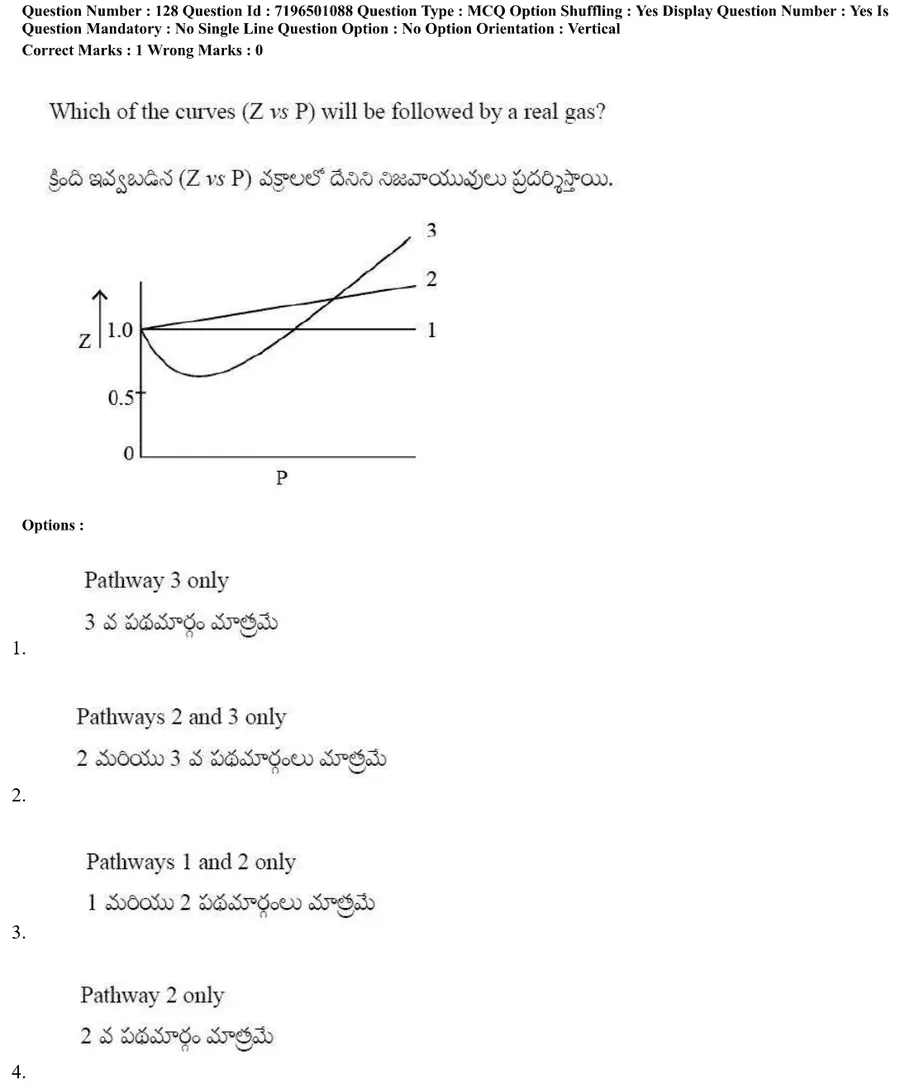 Question Number : 128 Question Id : 7196501088 Question Type : MCQ Option Shuffling : Yes Display Question Number : Yes Is
Question Mandatory : No Single Line Question Option : No Option Orientation : Vertical
Correct Marks : 1 Wrong Marks : 0
Which of the curves (Z vs P) will be followed by a real gas?
క్రింది ఇవ్వబడిన (Z vs P) వక్రాలలో దేనిని నిజవాయువులు ప్రదర్శిస్తాయి.
3
2
Z
1.0
1
0.5
0
P
Options :
Pathway 3 only
3 వ పథమార్గం మాత్రమే
1.
Pathways 2 and 3 only
2 మరియు 3 వ పథమార్గంలు మాత్రమే
2.
Pathways 1 and 2 only
1 మరియు 2 పథమార్గంలు మాత్రమే
3.
Pathway 2 only
2 వ పథమార్గం మాత్రమే
4.